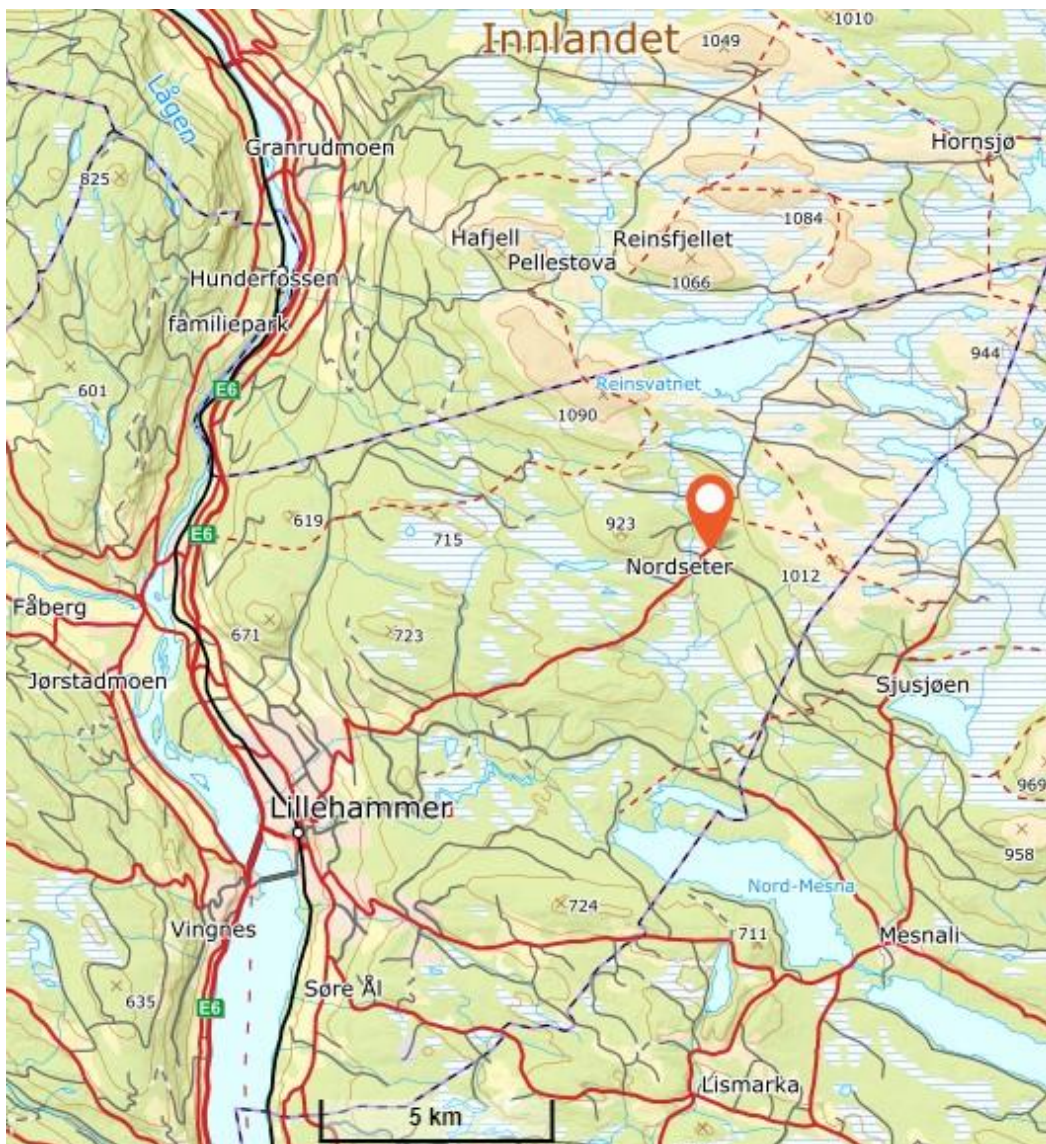 1010
Innlandet
1049
Lågen
Granrudmoen
Hornsjø
825
1084
Hafjell
Reinsfjellet
Pellestova
Hunderfossen
familiepark
1066
944
E6
601
Reinsvatnet
1090
619
923
E6
715
Nordseter
1012
Fåberg
671
723
Jørstadmoen
Sjusjøen
969
Lillehammer
958
Nord-Mesna
724
Vingnes
711
Mesnali
635
Søre Ål
E6
Lismarka
5 km